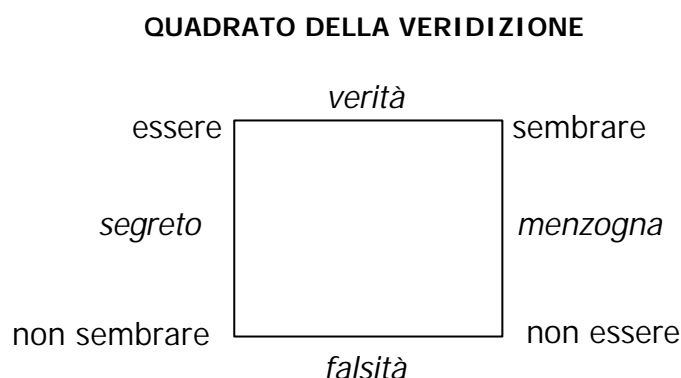 QUADRATO DELLA VERIDIZIONE
verità
essere sembrare
segreto menzogna
non sembrare non essere
falsità